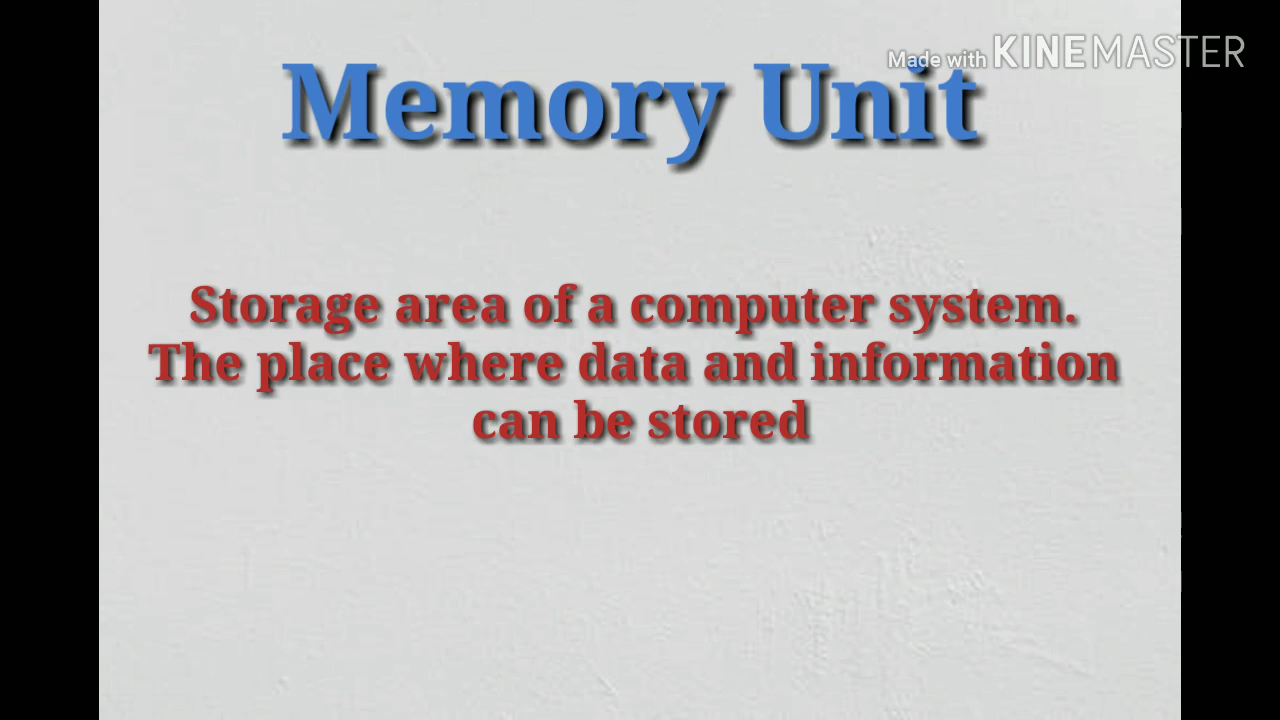 Made with KINEMASTER
Memory Unit
Storage area of a computer system.
The place where data and information
can be stored